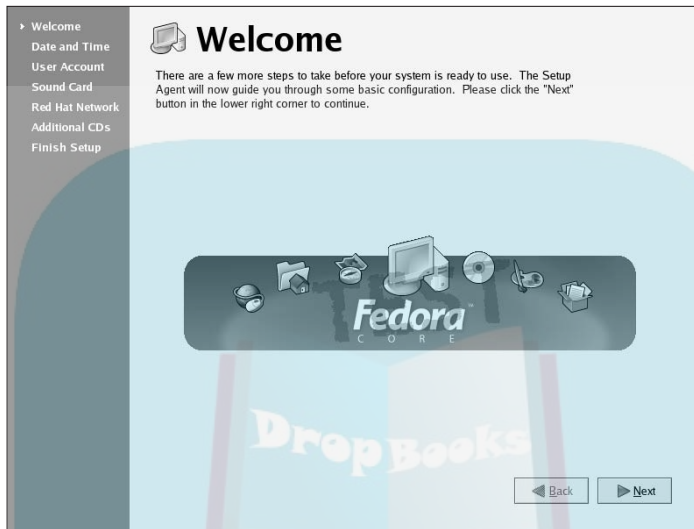 Welcome
Date and Time
User Account
Sound Card
Red Hat Network
Additional CDs
Finish Setup
Welcome
There are a few more steps to take before your system is ready to use. The Setup
Agent will now guide you through some basic configuration. Please click the "Next"
button in the lower right corner to continue.
TEST
Fedora™
CORE
DropBooks
Back
Next